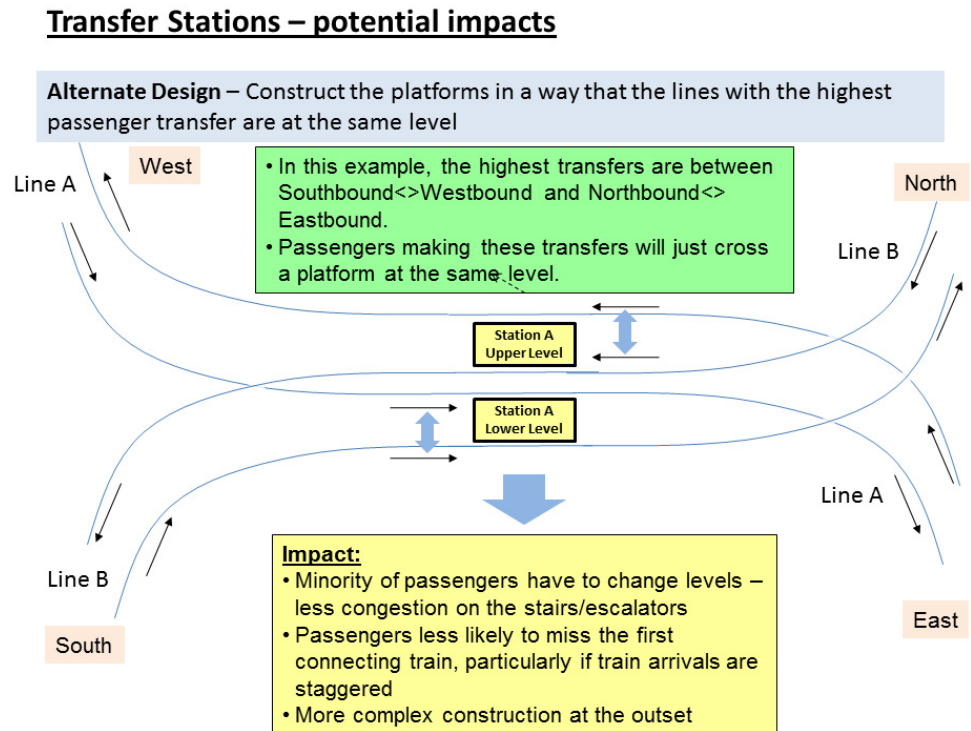 Transfer Stations – potential impacts
Alternate Design – Construct the platforms in a way that the lines with the highest
passenger transfer are at the same level
West
Line A
• In this example, the highest transfers are between
Southbound<>Westbound and Northbound<>
Eastbound.
• Passengers making these transfers will just cross
a platform at the same level.
North
Line B
Station A
Upper Level
Station A
Lower Level
Line A
Line B
South
East
Impact:
• Minority of passengers have to change levels –
less congestion on the stairs/escalators
• Passengers less likely to miss the first
connecting train, particularly if train arrivals are
staggered
• More complex construction at the outset